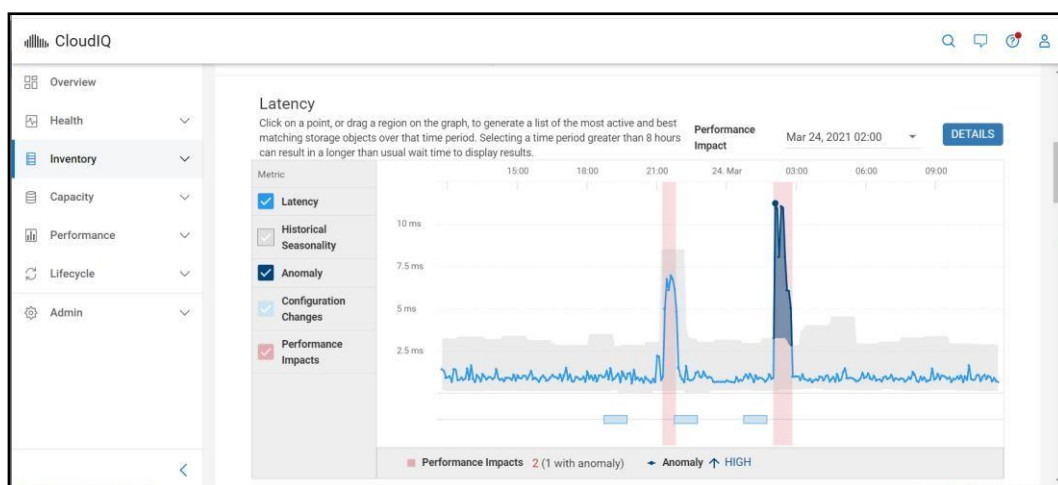 CloudIQ
Overview
Health
Inventory
Capacity
Performance
Lifecycle
Admin
Latency
Click on a point, or drag a region on the graph, to generate a list of the most active and best
matching storage objects over that time period. Selecting a time period greater than 8 hours
can result in a longer than usual wait time to display results.
Performance
Impact
Mar 24, 2021 02:00
DETAILS
Metric
Latency
Historical
Seasonality
Anomaly
Configuration
Changes
Performance
Impacts
15:00 18:00 21:00 24. Mar 03:00 06:00 09:00
10 ms
7.5 ms
5 ms
2.5 ms
Performance Impacts 2 (1 with anomaly) Anomaly ↑ HIGH